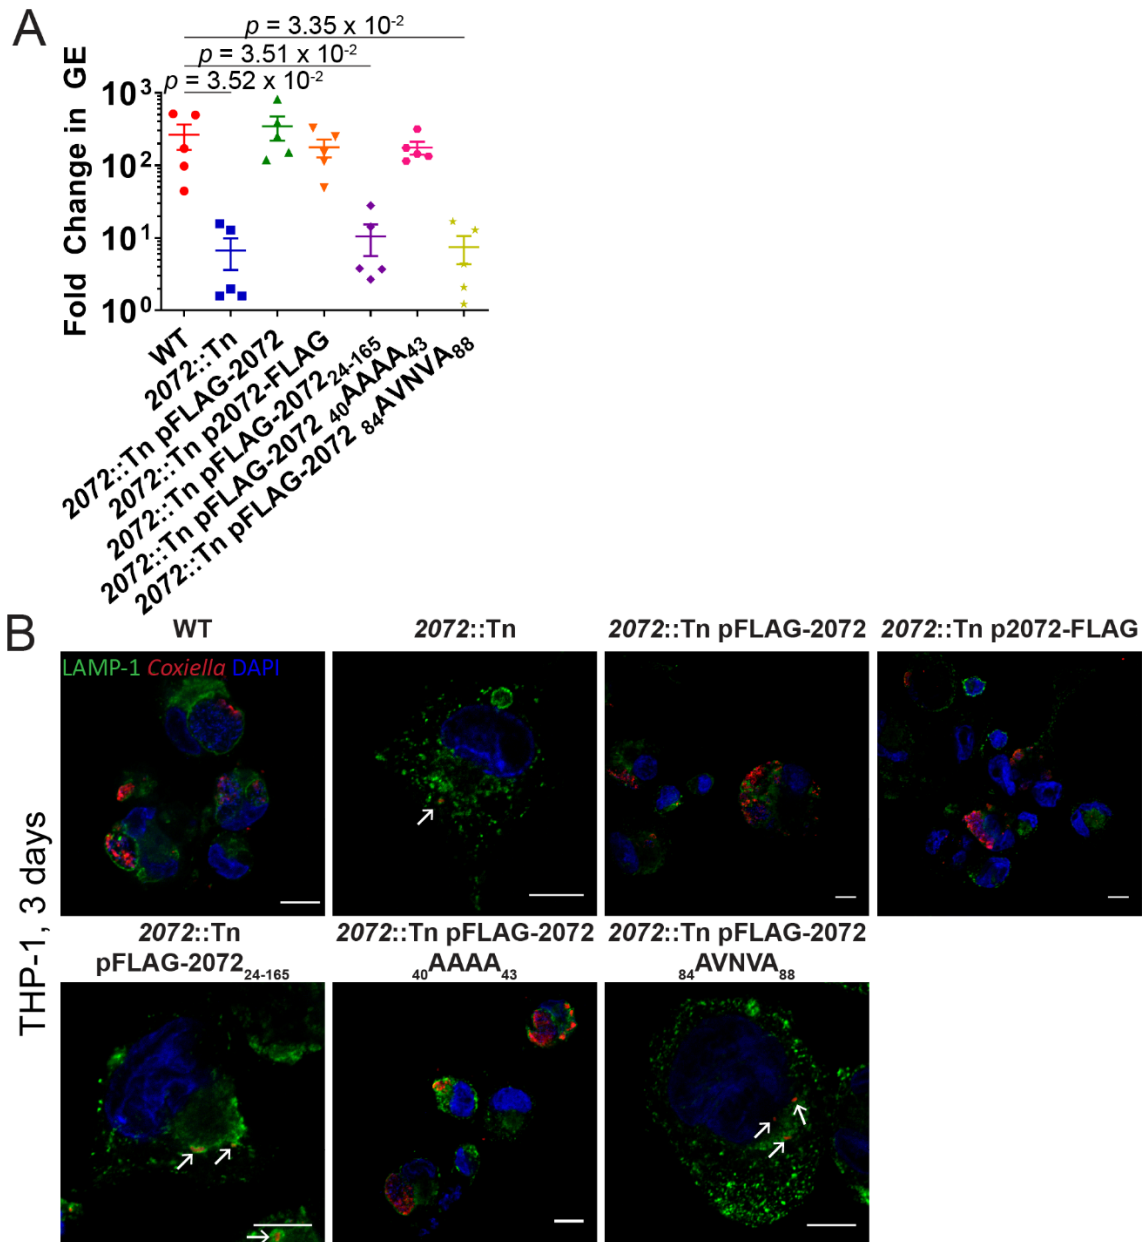 A
p = 3.35 x 10-2
p = 3.51 x 10-2
p = 3.52 x 10-2
Fold Change in GE
10³
10²
10¹
10⁰
WT
2072::Tn
2072::Tn pFLAG-2072
2072::Tn p2072-FLAG
2072::Tn pFLAG-2072₂₄₋₁₆₅
2072::Tn pFLAG-2072 ₄₀AAAA₄₃
2072::Tn pFLAG-2072 ₈₄AVNVA₈₈
B
WT
2072::Tn
2072::Tn pFLAG-2072
2072::Tn p2072-FLAG
LAMP-1 Coxiella DAPI
THP-1, 3 days
2072::Tn
pFLAG-2072₂₄₋₁₆₅
2072::Tn pFLAG-2072
₄₀AAAA₄₃
2072::Tn pFLAG-2072
₈₄AVNVA₈₈